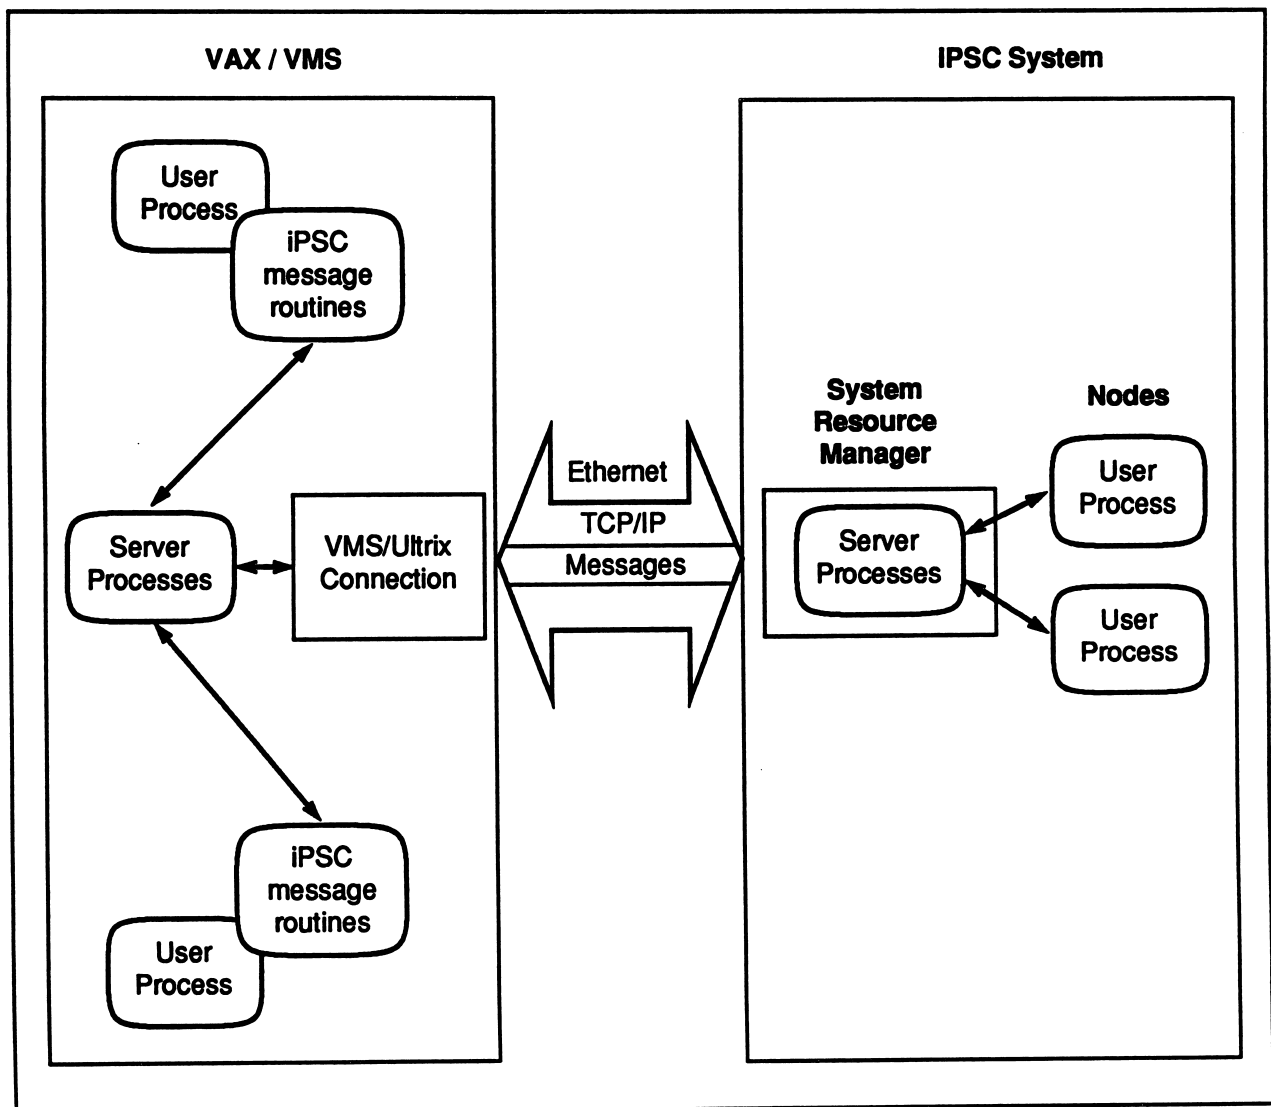 VAX / VMS
IPSC System
User
Process
iPSC
message
routines
Server
Processes
VMS/Ultrix
Connection
iPSC
message
routines
User
Process
Ethernet
TCP/IP
Messages
System
Resource
Manager
Server
Processes
Nodes
User
Process
User
Process